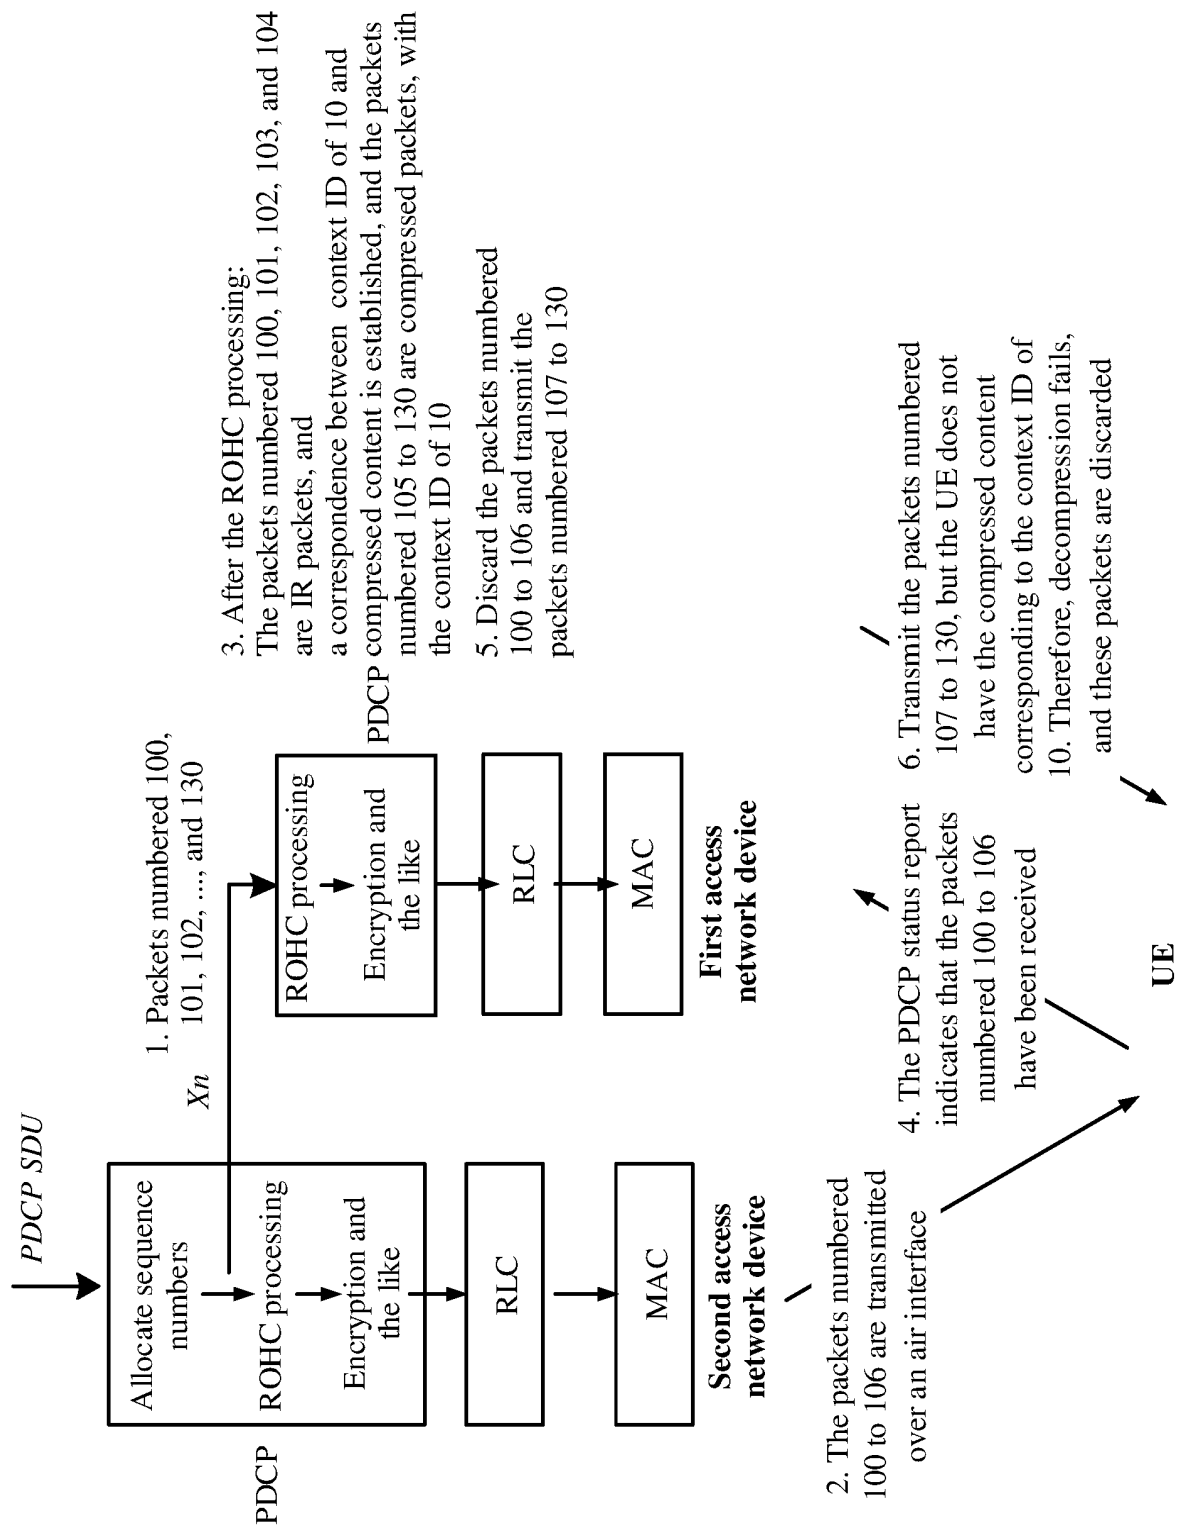 PDCP SDU
PDCP
Allocate sequence
numbers
ROHC processing
Encryption and
the like
RLC
MAC
Second access
network device
Xn
1. Packets numbered 100,
101, 102, ..., and 130
ROHC processing
Encryption and
the like
PDCP
RLC
MAC
First access
network device
3. After the ROHC processing:
The packets numbered 100, 101, 102, 103, and 104
are IR packets, and
a correspondence between context ID of 10 and
compressed content is established, and the packets
numbered 105 to 130 are compressed packets, with
the context ID of 10
5. Discard the packets numbered
100 to 106 and transmit the
packets numbered 107 to 130
2. The packets numbered
100 to 106 are transmitted
over an air interface
4. The PDCP status report
indicates that the packets
numbered 100 to 106
have been received
6. Transmit the packets numbered
107 to 130, but the UE does not
have the compressed content
corresponding to the context ID of
10. Therefore, decompression fails,
and these packets are discarded
UE